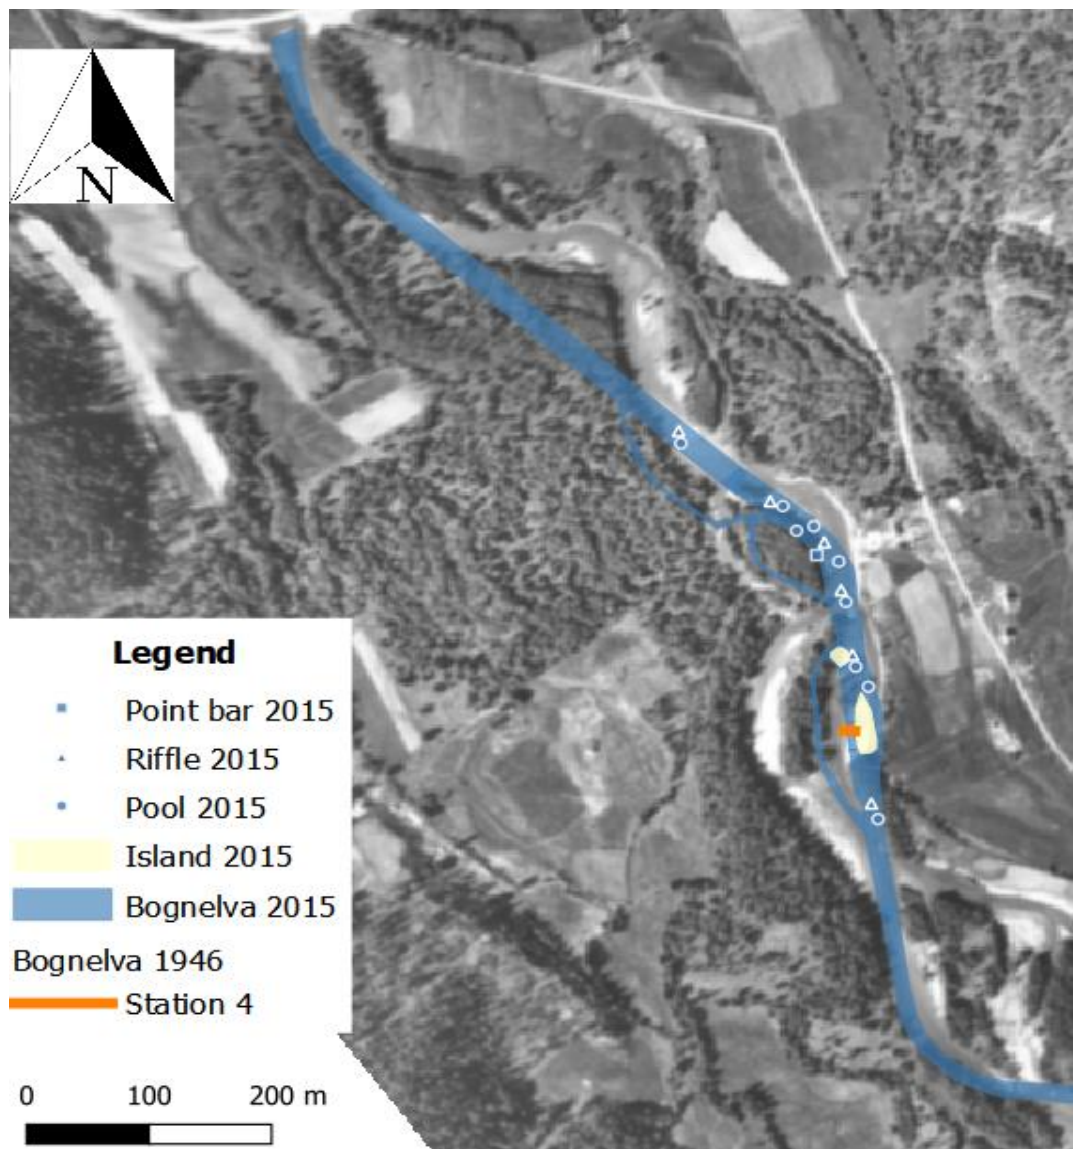 N
Legend
Point bar 2015
Riffle 2015
Pool 2015
Island 2015
Bognelva 2015
Bognelva 1946
Station 4
0 100 200 m